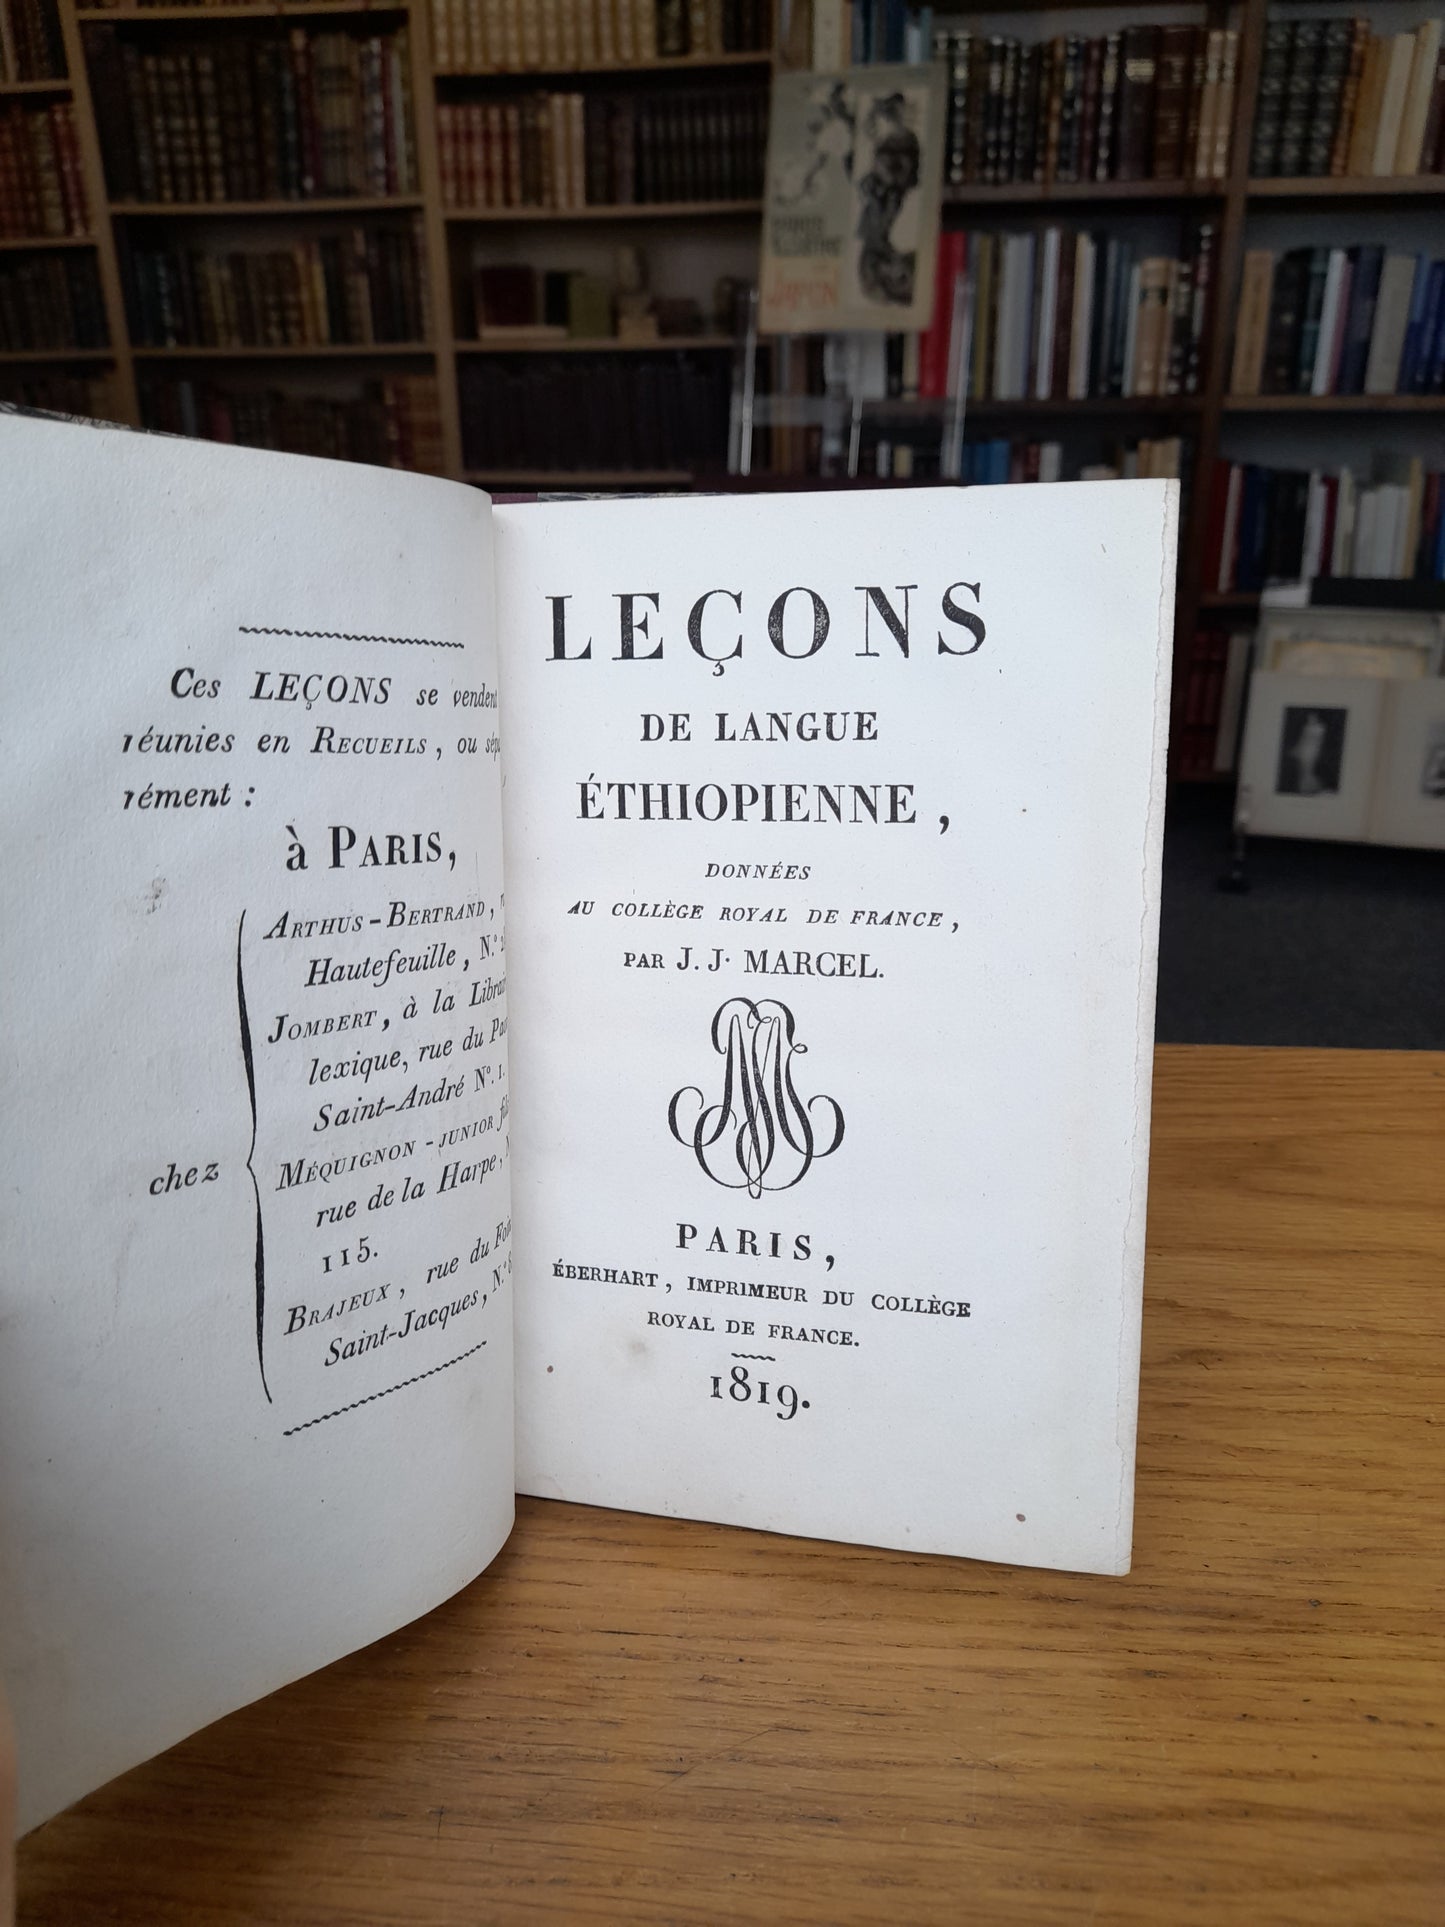 Ces LEÇONS se vendent
réunies en RECUEILS, ou sépa
rément :
à PARIS,
chez
ARTHUS-BERTRAND,
Hautefeuille, N.°
JOMBERT, à la Librai
lexique, rue du
Saint-André N°. 1.
MÉQUIGNON-JUNIOR
rue de la Harpe,
115.
BRAJEUX, rue du
Saint-Jacques, N.°
LEÇONS
DE LANGUE
ÉTHIOPIENNE,
DONNÉES
AU COLLÈGE ROYAL DE FRANCE,
PAR J. J. MARCEL.
PARIS,
ÉBERHART, IMPRIMEUR DU COLLÈGE
ROYAL DE FRANCE.
1819.